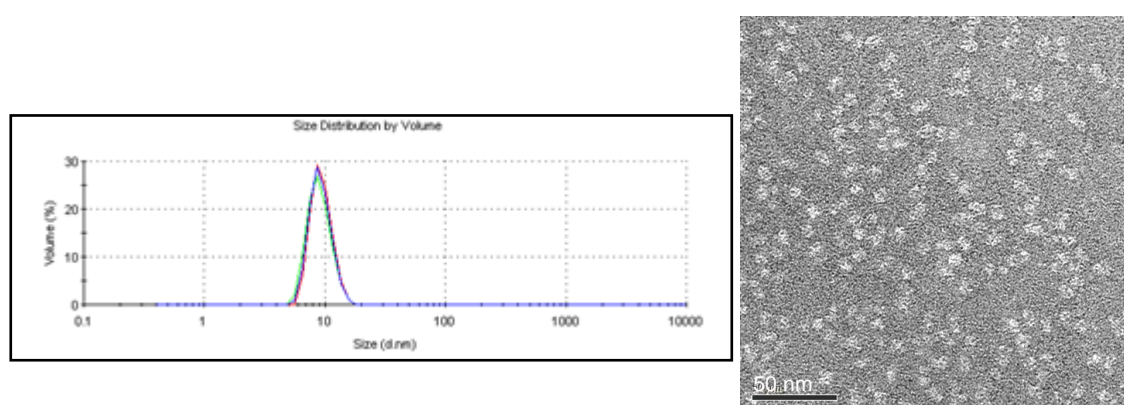 Size Distribution by Volume
Volume (%)
30
20
10
0
0.1 1 10 100 1000 10000
Size (d.nm)
50 nm